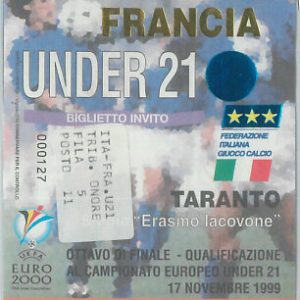 FRANCIA
UNDER 21
BIGLIETTO INVITO
ITA-FRA.U21
TRIB. ONORE
FILA 5
POSTO 11
000127
FEDERAZIONE
ITALIANA
GIUOCO CALCIO
TARANTO
"Erasmo Iacovone"
UEFA
EURO
2000
OTTAVO DI FINALE - QUALIFICAZIONE
AL CAMPIONATO EUROPEO UNDER 21
17 NOVEMBRE 1999